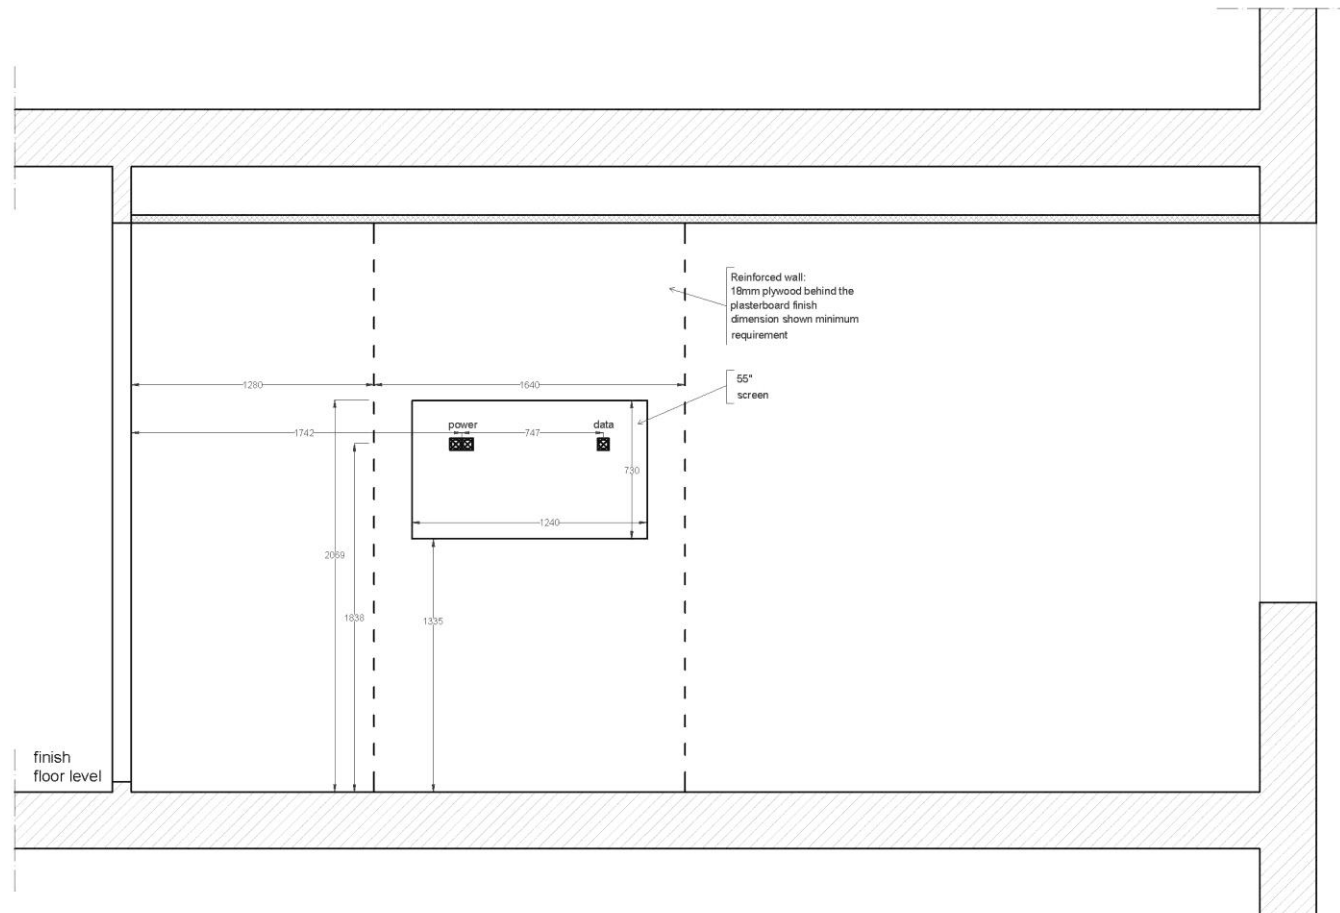 Reinforced wall:
18mm plywood behind the
plasterboard finish
dimension shown minimum
requirement
55"
screen
1280
1640
power
data
1742
747
730
1240
2069
1838
1335
finish
floor level